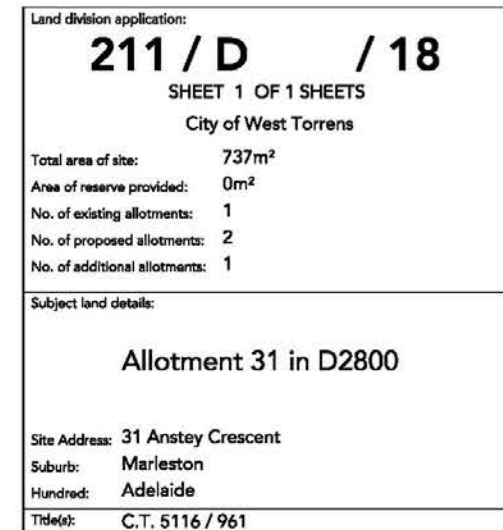 Land division application:
211 / D / 18
SHEET 1 OF 1 SHEETS
City of West Torrens
Total area of site: 737m²
Area of reserve provided: 0m²
No. of existing allotments: 1
No. of proposed allotments: 2
No. of additional allotments: 1
Subject land details:
Allotment 31 in D2800
Site Address: 31 Anstey Crescent
Suburb: Marleston
Hundred: Adelaide
Title(s): C.T. 5116 / 961